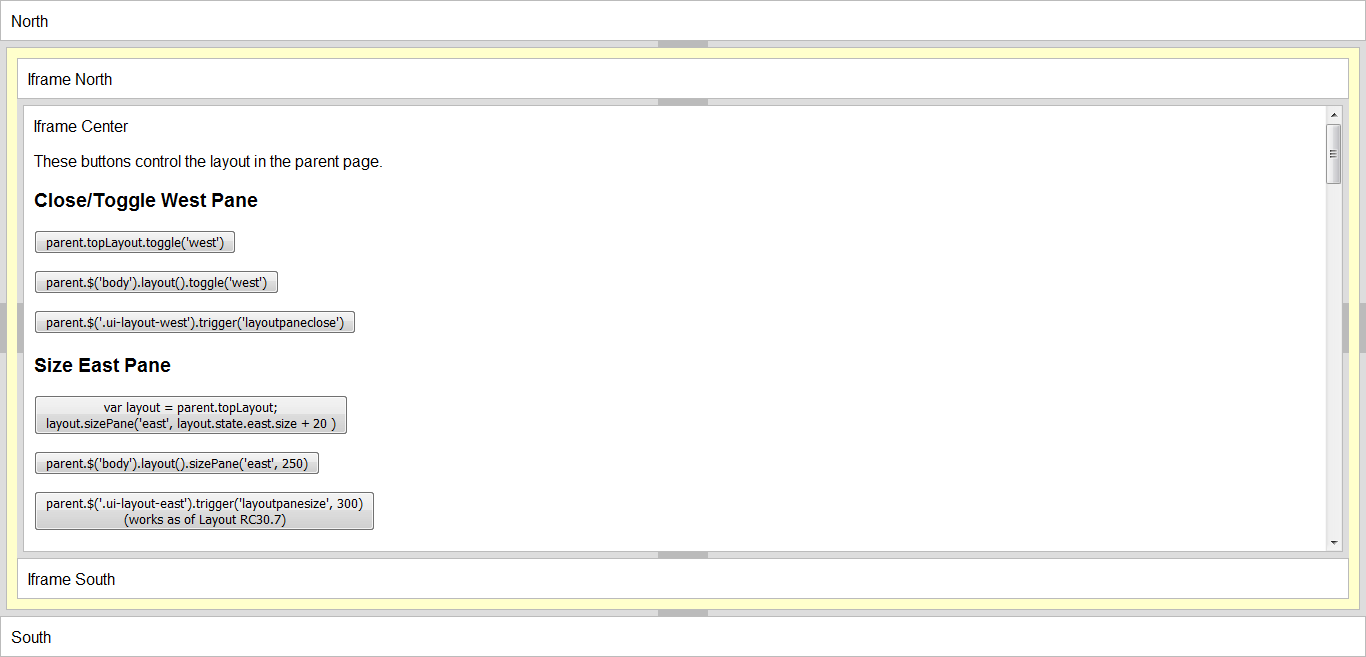 North
Iframe North
Iframe Center
These buttons control the layout in the parent page.
Close/Toggle West Pane
parent.topLayout.toggle('west')
parent.$('body').layout().toggle('west')
parent.$('.ui-layout-west').trigger('layoutpaneclose')
Size East Pane
var layout = parent.topLayout;
layout.sizePane('east', layout.state.east.size + 20 )
parent.$('body').layout().sizePane('east', 250)
parent.$('.ui-layout-east').trigger('layoutpanesize', 300)
(works as of Layout RC30.7)
Iframe South
South